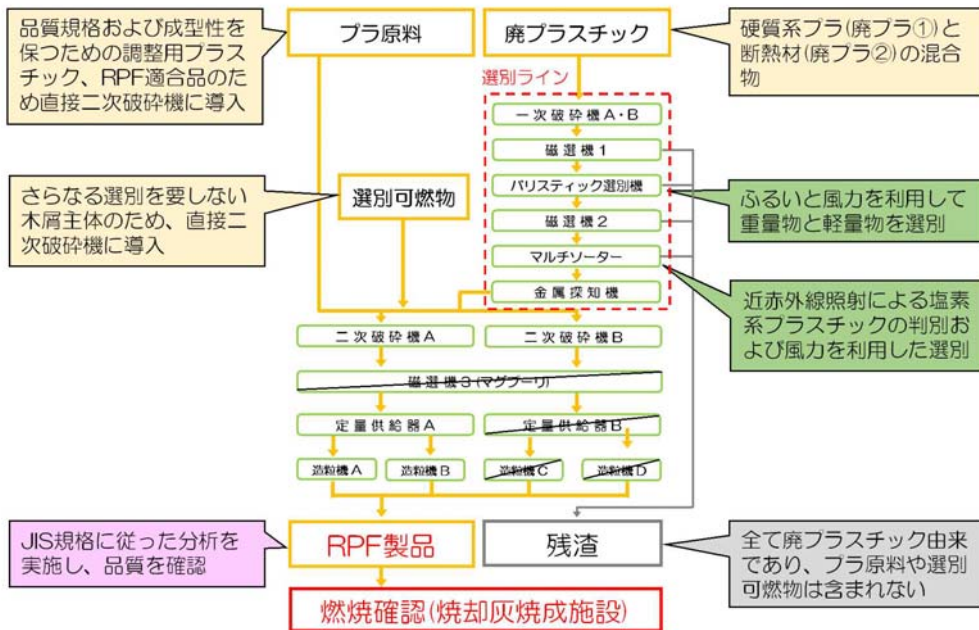 品質規格および成型性を
保つための調整用プラス
チック、RPF適合品のた
め直接二次破砕機に導入
プラ原料
廃プラスチック
硬質系プラ(廃プラ①)と
断熱材(廃プラ②)の混合
物
選別ライン
一次破砕機A・B
磁選機1
バリスティック選別機
磁選機2
マルチソーター
金属探知機
さらなる選別を要しない
木屑主体のため、直接二
次破砕機に導入
選別可燃物
ふるいと風力を利用して
重量物と軽量物を選別
近赤外線照射による塩素
系プラスチックの判別お
よび風力を利用した選別
二次破砕機A
二次破砕機B
磁選機3(マグプーリ)
定量供給器A
定量供給器B
造粒機A
造粒機B
造粒機C
造粒機D
JIS規格に従った分析を
実施し、品質を確認
RPF製品
残渣
全て廃プラスチック由来
であり、プラ原料や選別
可燃物は含まれない
燃焼確認(焼却灰焼成施設)